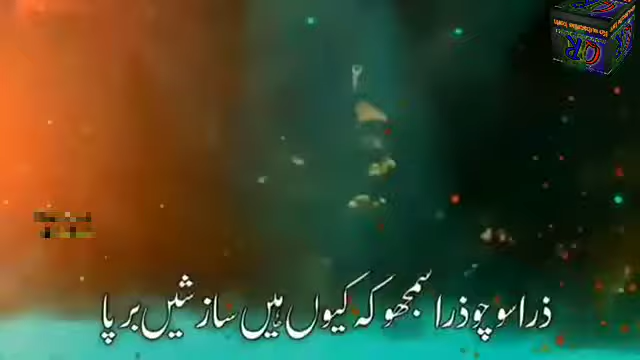 ذرا سوچو ذرا سمجھو کہ کیوں ہیں سازشیں برپا